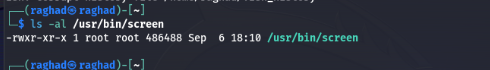 (raghad㉿raghad)-[~]
$ ls -al /usr/bin/screen
-rwxr-xr-x 1 root root 486488 Sep  6 18:10 /usr/bin/screen
(raghad㉿raghad)-[~]